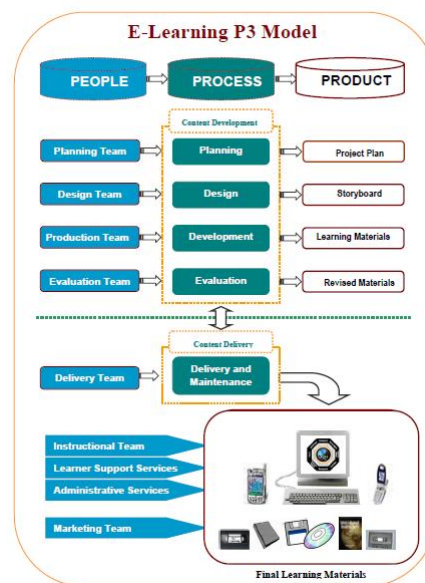 E-Learning P3 Model
PEOPLE
PROCESS
PRODUCT
Content Development
Planning Team
Planning
Project Plan
Design Team
Design
Storyboard
Production Team
Development
Learning Materials
Evaluation Team
Evaluation
Revised Materials
Content Delivery
Delivery Team
Delivery and
Maintenance
Instructional Team
Learner Support Services
Administrative Services
Marketing Team
Final Learning Materials